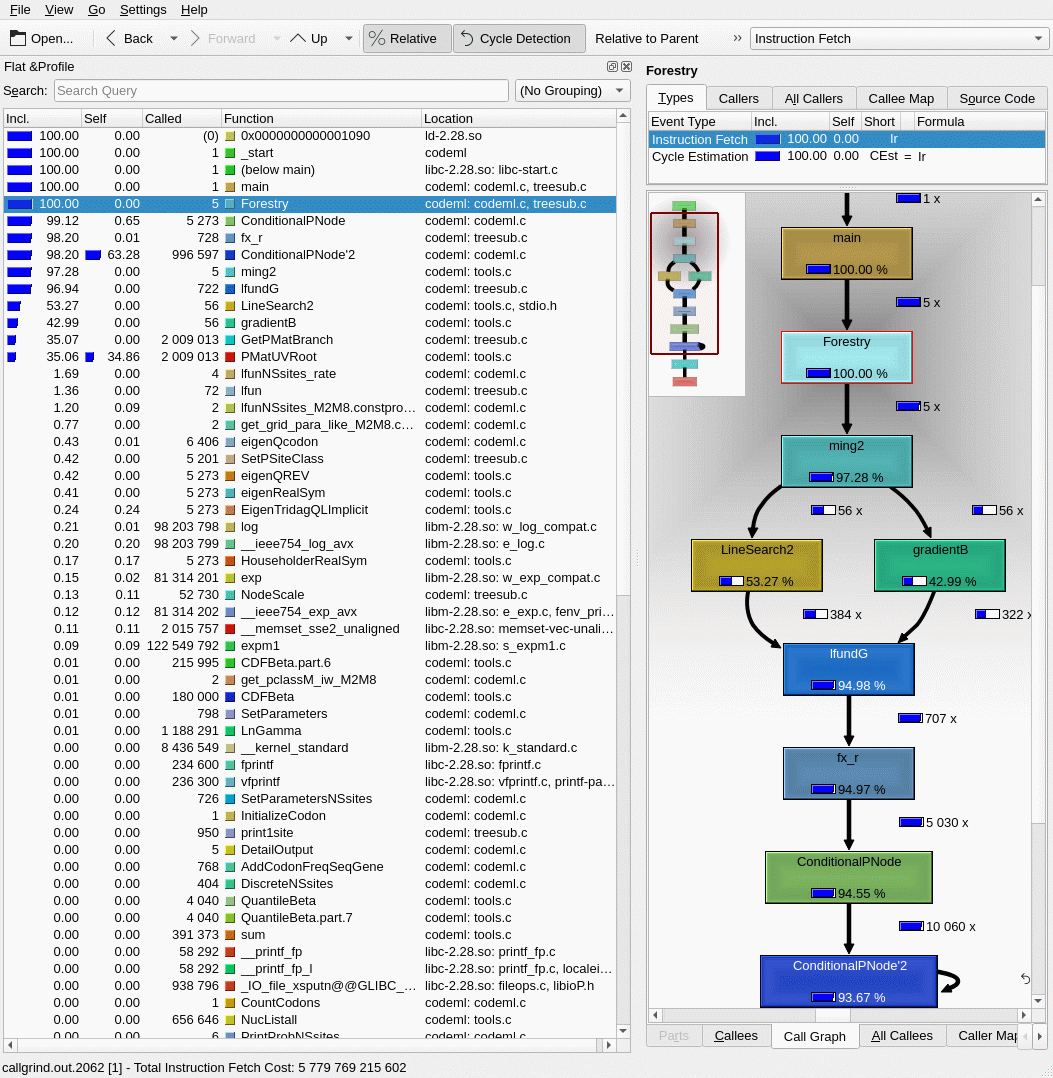 File View Go Settings Help
Open... Back Forward Up Relative Cycle Detection Relative to Parent Instruction Fetch
Flat &Profile
Search: Search Query (No Grouping)
Incl. Self Called Function Location
100.00 0.00 (0) 0x0000000000001090 ld-2.28.so
100.00 0.00 1 _start codeml
100.00 0.00 1 (below main) libc-2.28.so: libc-start.c
100.00 0.00 1 main codeml: codeml.c, treesub.c
100.00 0.00 5 Forestry codeml: codeml.c, treesub.c
99.12 0.65 5 273 ConditionalPNode codeml: codeml.c
98.20 0.01 728 fx_r codeml: treesub.c
98.20 63.28 996 597 ConditionalPNode'2 codeml: codeml.c
97.28 0.00 5 ming2 codeml: tools.c
96.94 0.00 722 lfundG codeml: treesub.c
53.27 0.00 56 LineSearch2 codeml: tools.c, stdio.h
42.99 0.00 56 gradientB codeml: tools.c
35.07 0.00 2 009 013 GetPMatBranch codeml: treesub.c
35.06 34.86 2 009 013 PMatUVRoot codeml: tools.c
1.69 0.00 4 lfunNSsites_rate codeml: codeml.c
1.36 0.00 72 lfun codeml: treesub.c
1.20 0.09 2 lfunNSsites_M2M8.constpro... codeml: codeml.c
0.77 0.00 2 get_grid_para_like_M2M8.c... codeml: codeml.c
0.43 0.01 6 406 eigenQcodon codeml: codeml.c
0.42 0.00 5 201 SetPSiteClass codeml: treesub.c
0.42 0.00 5 273 eigenQREV codeml: tools.c
0.41 0.00 5 273 eigenRealSym codeml: tools.c
0.24 0.24 5 273 EigenTridagQLImplicit codeml: tools.c
0.21 0.01 98 203 798 log libm-2.28.so: w_log_compat.c
0.20 0.20 98 203 799 __ieee754_log_avx libm-2.28.so: e_log.c
0.17 0.17 5 273 HouseholderRealSym codeml: tools.c
0.15 0.02 81 314 201 exp libm-2.28.so: w_exp_compat.c
0.13 0.11 52 730 NodeScale codeml: treesub.c
0.12 0.12 81 314 202 __ieee754_exp_avx libm-2.28.so: e_exp.c, fenv_pri...
0.11 0.11 2 015 757 __memset_sse2_unaligned libc-2.28.so: memset-vec-unali...
0.09 0.09 122 549 792 expm1 libm-2.28.so: s_expm1.c
0.01 0.00 215 995 CDFBeta.part.6 codeml: tools.c
0.01 0.00 2 get_pclassM_iw_M2M8 codeml: codeml.c
0.01 0.00 180 000 CDFBeta codeml: tools.c
0.01 0.00 798 SetParameters codeml: codeml.c
0.01 0.00 1 188 291 LnGamma codeml: tools.c
0.00 0.00 8 436 549 __kernel_standard libm-2.28.so: k_standard.c
0.00 0.00 234 600 fprintf libc-2.28.so: fprintf.c
0.00 0.00 236 300 vfprintf libc-2.28.so: vfprintf.c, printf-pa...
0.00 0.00 726 SetParametersNSsites codeml: codeml.c
0.00 0.00 1 InitializeCodon codeml: codeml.c
0.00 0.00 950 print1site codeml: treesub.c
0.00 0.00 5 DetailOutput codeml: codeml.c
0.00 0.00 768 AddCodonFreqSeqGene codeml: codeml.c
0.00 0.00 404 DiscreteNSsites codeml: codeml.c
0.00 0.00 4 040 QuantileBeta codeml: tools.c
0.00 0.00 4 040 QuantileBeta.part.7 codeml: tools.c
0.00 0.00 391 373 sum codeml: tools.c
0.00 0.00 58 292 __printf_fp libc-2.28.so: printf_fp.c
0.00 0.00 58 292 __printf_fp_l libc-2.28.so: printf_fp.c, localei...
0.00 0.00 938 796 _IO_file_xsputn@@GLIBC_... libc-2.28.so: fileops.c, libioP.h
0.00 0.00 1 CountCodons codeml: codeml.c
0.00 0.00 656 646 NucListall codeml: tools.c
0.00 0.00 6 PrintProbNSsites codeml: codeml.c
Forestry
Types Callers All Callers Callee Map Source Code
Event Type Incl. Self Short Formula
Instruction Fetch 100.00 0.00 Ir
Cycle Estimation 100.00 0.00 CEst = Ir
1 x
main
100.00 %
5 x
Forestry
100.00 %
5 x
ming2
97.28 %
56 x 56 x
LineSearch2 gradientB
53.27 % 42.99 %
384 x 322 x
lfundG
94.98 %
707 x
fx_r
94.97 %
5 030 x
ConditionalPNode
94.55 %
10 060 x
ConditionalPNode'2
93.67 %
Parts Callees Call Graph All Callees Caller Map
callgrind.out.2062 [1] - Total Instruction Fetch Cost: 5 779 769 215 602